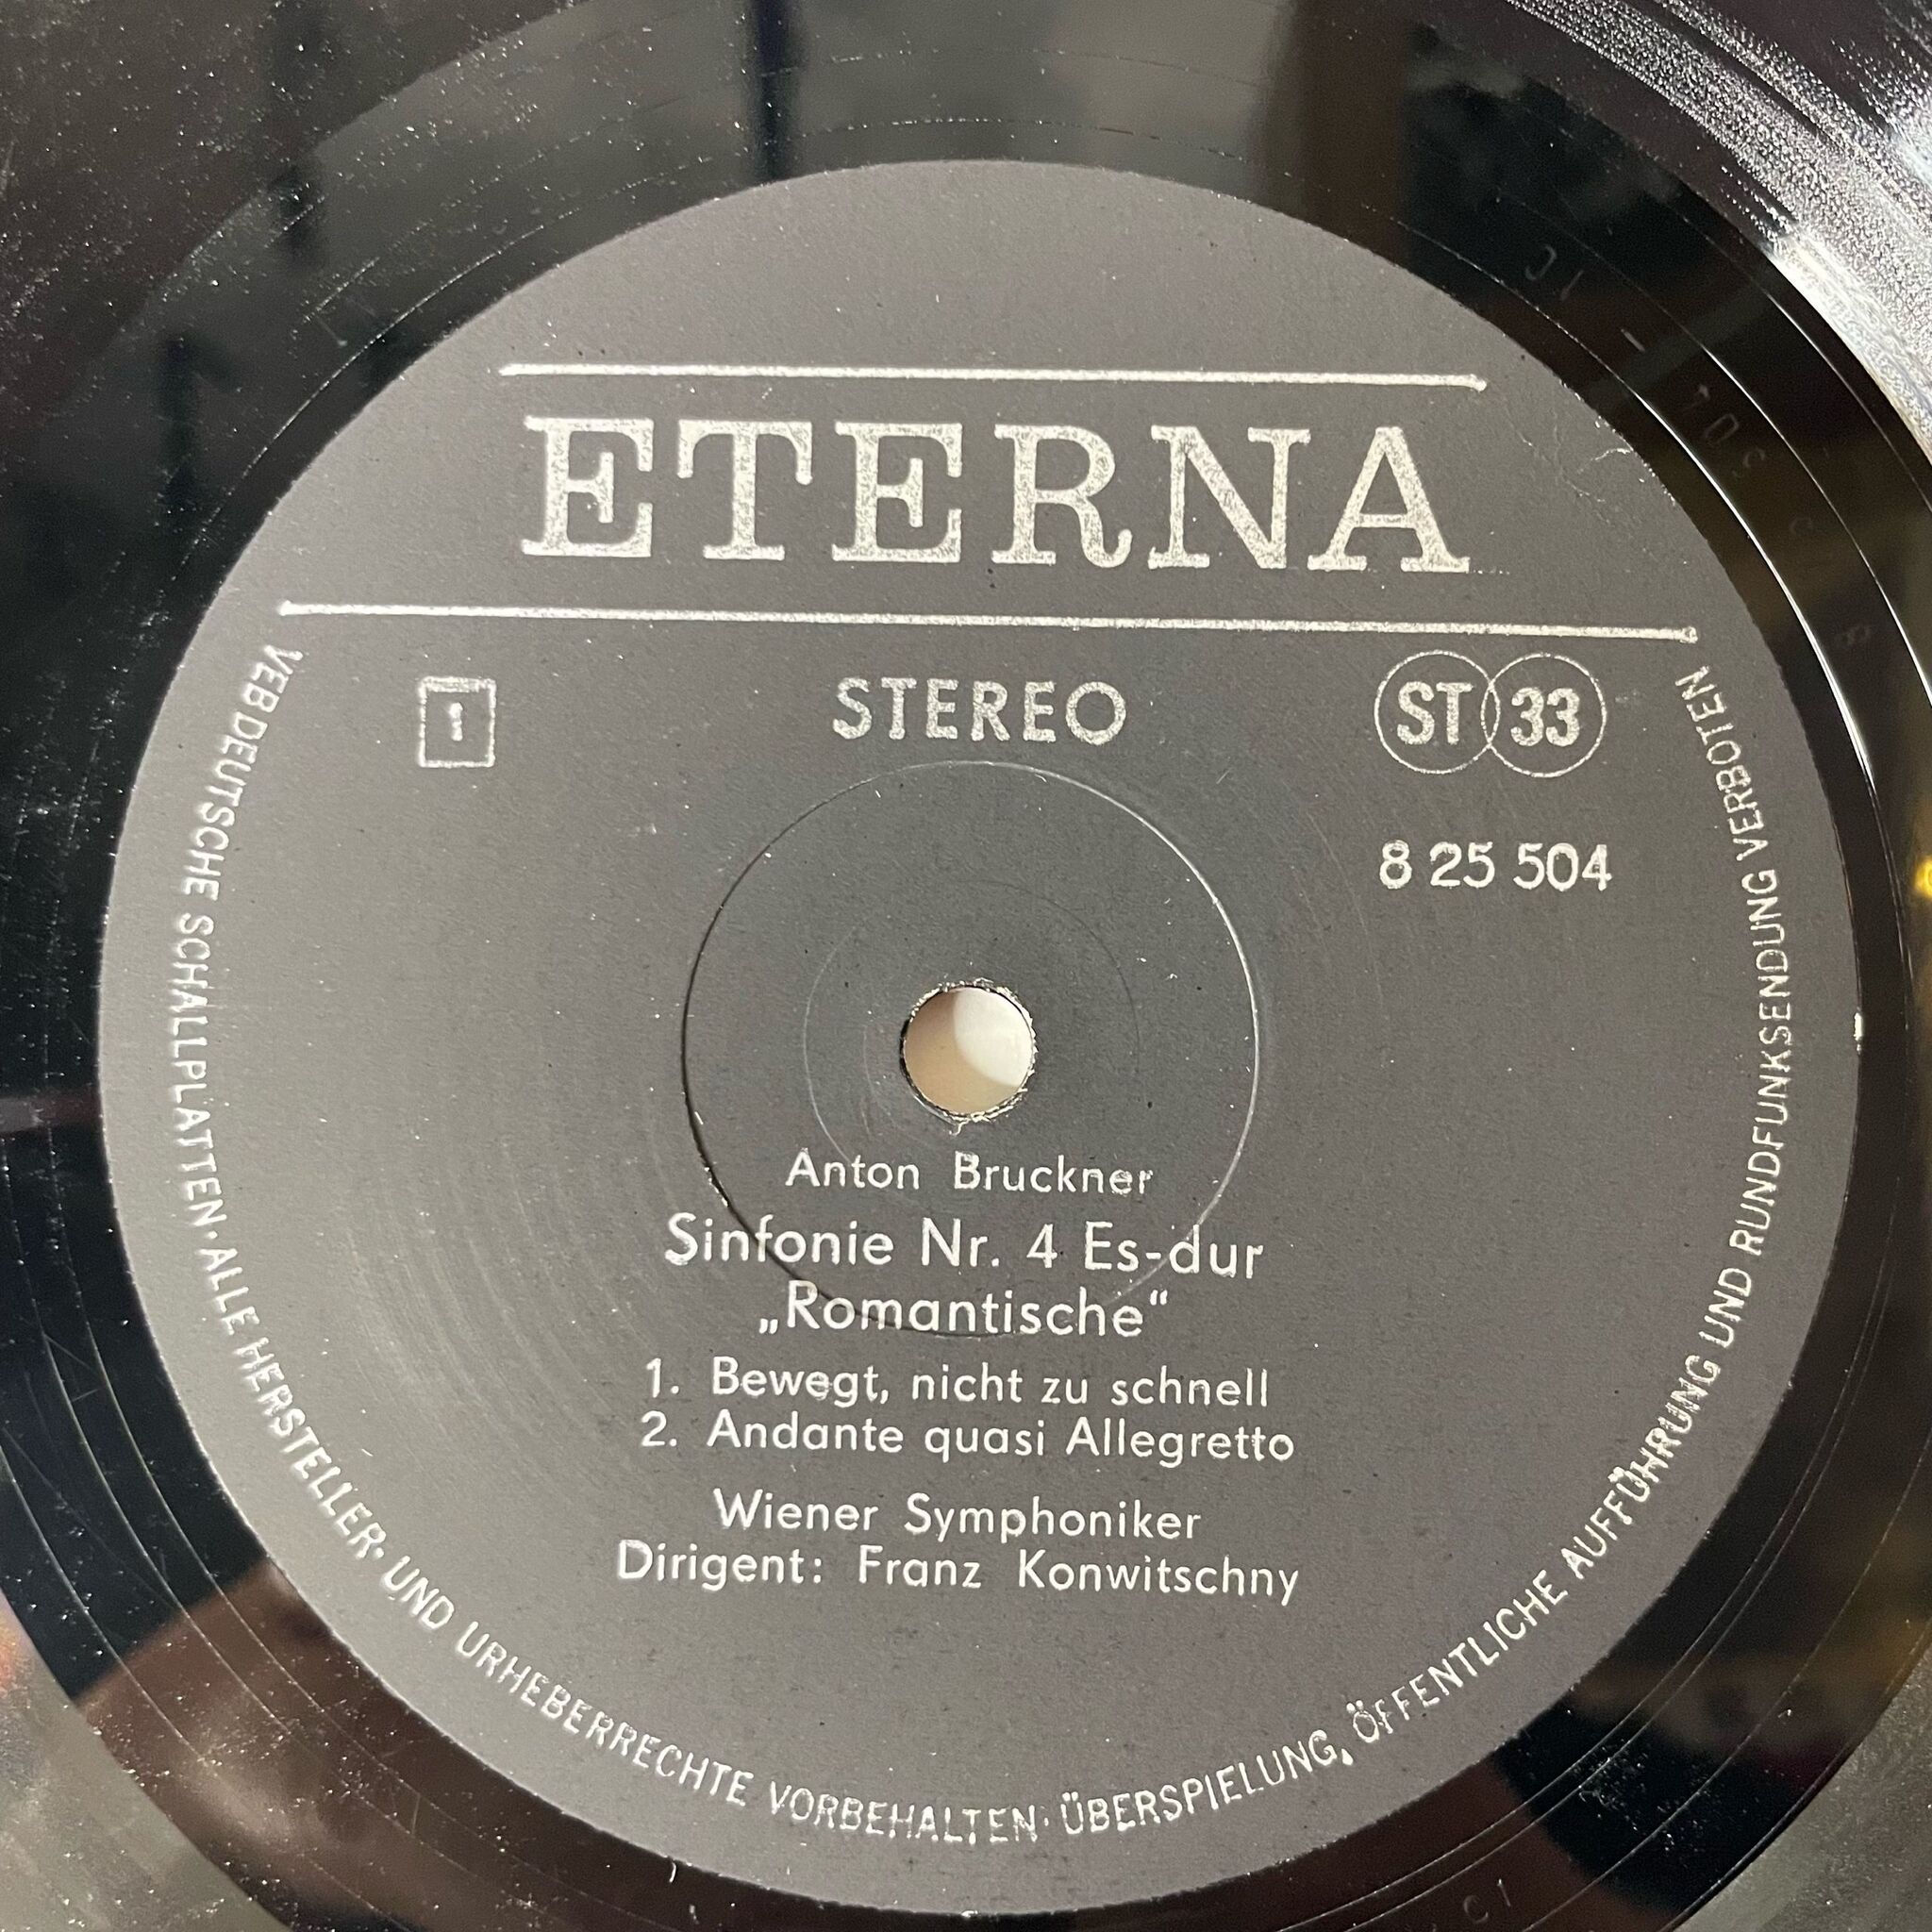 ETERNA
1
STEREO
ST 33
8 25 504
Anton Bruckner
Sinfonie Nr. 4 Es-dur
„Romantische“
1. Bewegt, nicht zu schnell
2. Andante quasi Allegretto
Wiener Symphoniker
Dirigent: Franz Konwitschny
VEB DEUTSCHE SCHALLPLATTEN · ALLE HERSTELLER- UND URHEBERRECHTE VORBEHALTEN · ÜBERSPIELUNG, ÖFFENTLICHE AUFFÜHRUNG UND RUNDFUNKSENDUNG VERBOTEN